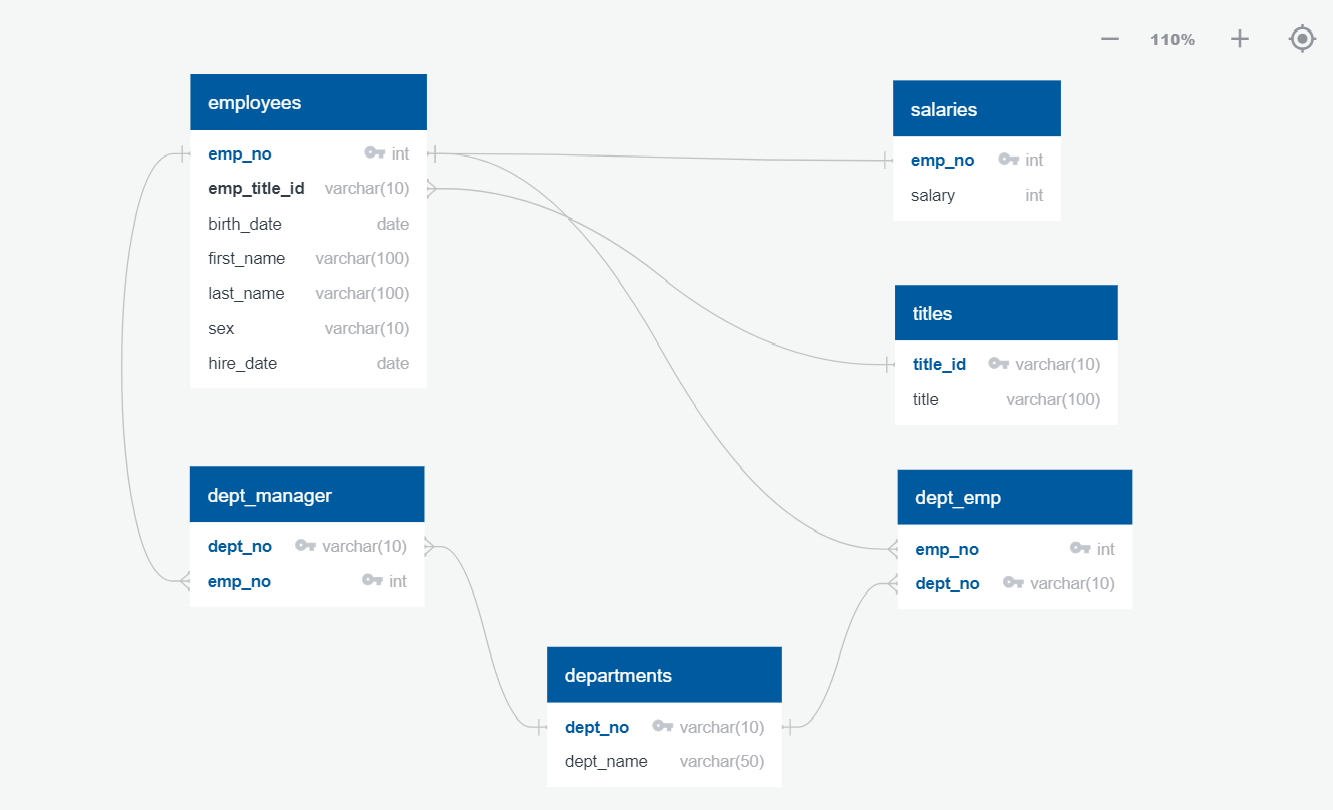 110%
employees
emp_no int
emp_title_id varchar(10)
birth_date date
first_name varchar(100)
last_name varchar(100)
sex varchar(10)
hire_date date
salaries
emp_no int
salary int
titles
title_id varchar(10)
title varchar(100)
dept_manager
dept_no varchar(10)
emp_no int
dept_emp
emp_no int
dept_no varchar(10)
departments
dept_no varchar(10)
dept_name varchar(50)